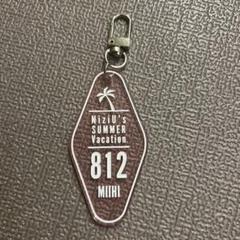 NiziU's
SUMMER
Vacation
812
MIIHI